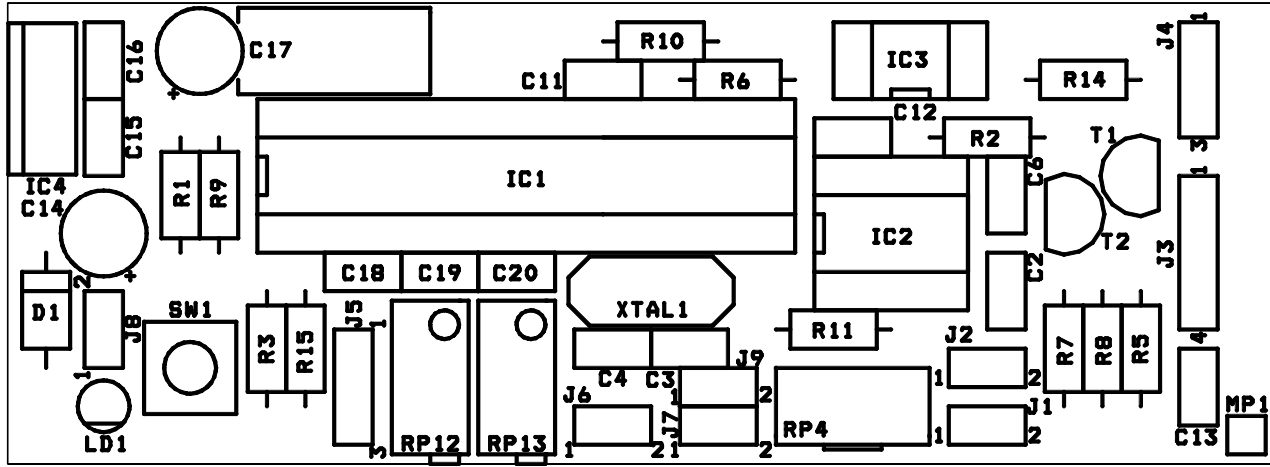 C16
C17
R10
IC3
J4
1
C11
R6
R14
+
C12
C15
R2
T1
3
IC4
C14
R1
R9
IC1
C6
1
IC2
T2
J3
+
2
C18
C19
C20
C2
D1
J8
SW1
J5
1
XTAL1
R11
J2
4
R3
R15
R7
R8
R5
1
C4
C3
J9
1
2
1
2
LD1
J6
J7
RP12
RP13
RP4
J1
MP1
3
1
2
1
2
1
2
C13